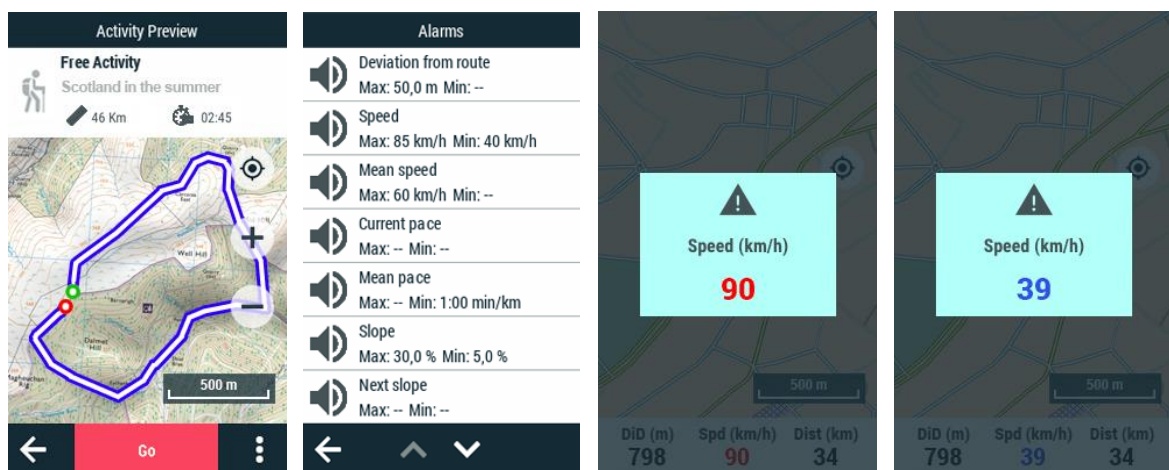 Activity Preview
Free Activity
Scotland in the summer
46 Km 02:45
Well Hill
Dalmet
Hill
500 m
Go
Alarms
Deviation from route
Max: 50,0 m Min: --
Speed
Max: 85 km/h Min: 40 km/h
Mean speed
Max: 60 km/h Min: --
Current pace
Max: -- Min: --
Mean pace
Max: -- Min: 1:00 min/km
Slope
Max: 30,0 % Min: 5,0 %
Next slope
Max: -- Min: --
Speed (km/h)
90
500 m
DiD (m) Spd (km/h) Dist (km)
798 90 34
Speed (km/h)
39
500 m
DiD (m) Spd (km/h) Dist (km)
798 39 34